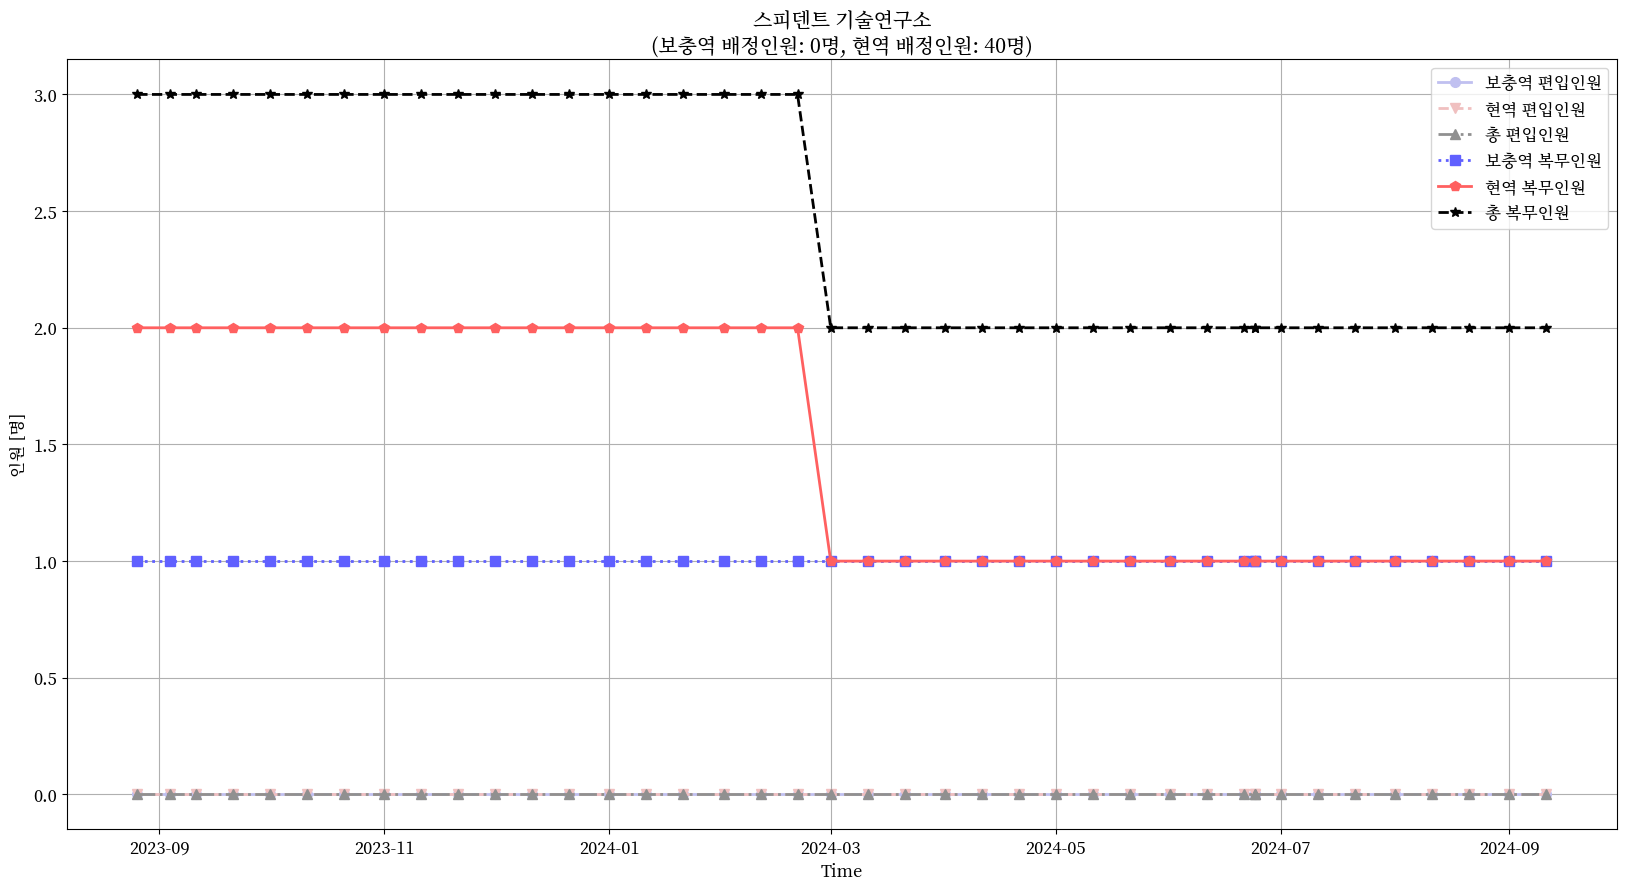 스피덴트 기술연구소
(보충역 배정인원: 0명, 현역 배정인원: 40명)
보충역 편입인원
현역 편입인원
총 편입인원
보충역 복무인원
현역 복무인원
총 복무인원
인원 [명]
3.0
2.5
2.0
1.5
1.0
0.5
0.0
2023-09
2023-11
2024-01
2024-03
2024-05
2024-07
2024-09
Time